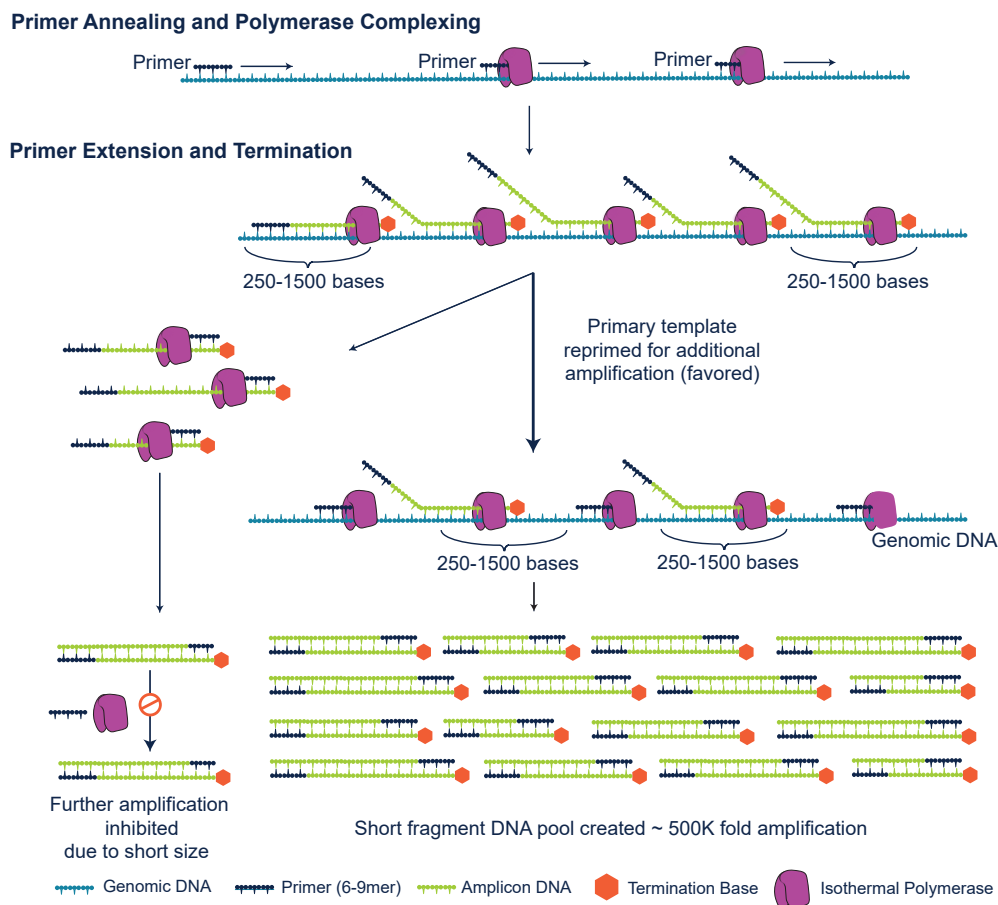 Primer Annealing and Polymerase Complexing
Primer
Primer
Primer
Primer Extension and Termination
250-1500 bases
250-1500 bases
Primary template
reprimed for additional
amplification (favored)
Genomic DNA
250-1500 bases
250-1500 bases
Further amplification
inhibited
due to short size
Short fragment DNA pool created ~ 500K fold amplification
Genomic DNA
Primer (6-9mer)
Amplicon DNA
Termination Base
Isothermal Polymerase